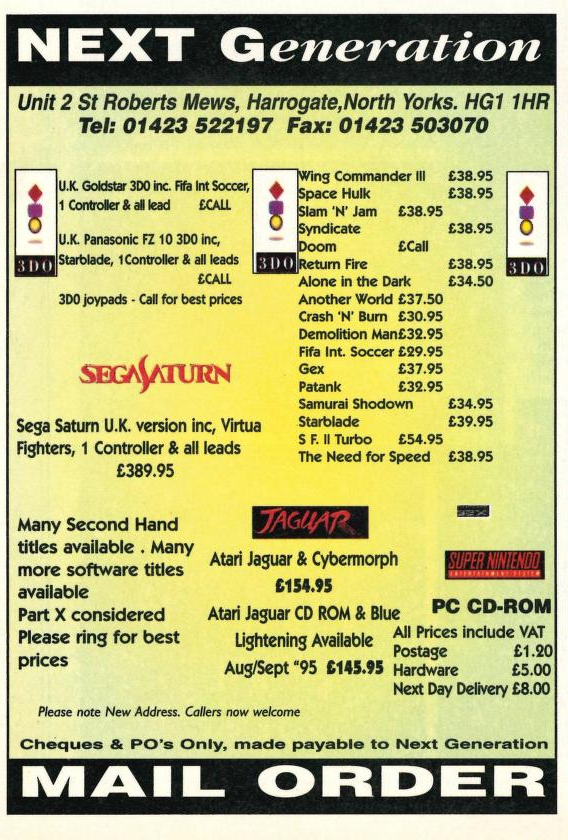 NEXT Generation
Unit 2 St Roberts Mews, Harrogate,North Yorks. HG1 1HR
Tel: 01423 522197 Fax: 01423 503070
3DO
U.K. Goldstar 3DO inc. Fifa Int Soccer,
1 Controller & all lead £CALL
U.K. Panasonic FZ 10 3DO inc,
Starblade, 1Controller & all leads
£CALL
3DO joypads - Call for best prices
3DO
Wing Commander III £38.95
Space Hulk £38.95
Slam 'N' Jam £38.95
Syndicate £38.95
Doom £Call
Return Fire £38.95
Alone in the Dark £34.50
Another World £37.50
Crash 'N' Burn £30.95
Demolition Man£32.95
Fifa Int. Soccer £29.95
Gex £37.95
Patank £32.95
Samurai Shodown £34.95
Starblade £39.95
S F. II Turbo £54.95
The Need for Speed £38.95
3DO
SEGA SATURN
Sega Saturn U.K. version inc, Virtua
Fighters, 1 Controller & all leads
£389.95
Many Second Hand
titles available . Many
more software titles
available
Part X considered
Please ring for best
prices
JAGUAR
Atari Jaguar & Cybermorph
£154.95
Atari Jaguar CD ROM & Blue
Lightening Available
Aug/Sept "95 £145.95
SUPER NINTENDO
ENTERTAINMENT SYSTEM
PC CD-ROM
All Prices include VAT
Postage £1.20
Hardware £5.00
Next Day Delivery £8.00
Please note New Address. Callers now welcome
Cheques & PO's Only, made payable to Next Generation
MAIL ORDER